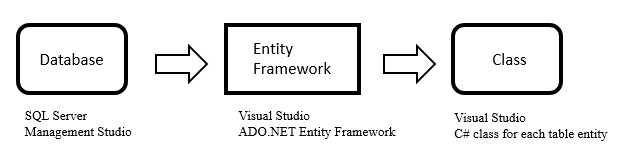 Database
Entity
Framework
Class
SQL Server
Management Studio
Visual Studio
ADO.NET Entity Framework
Visual Studio
C# class for each table entity